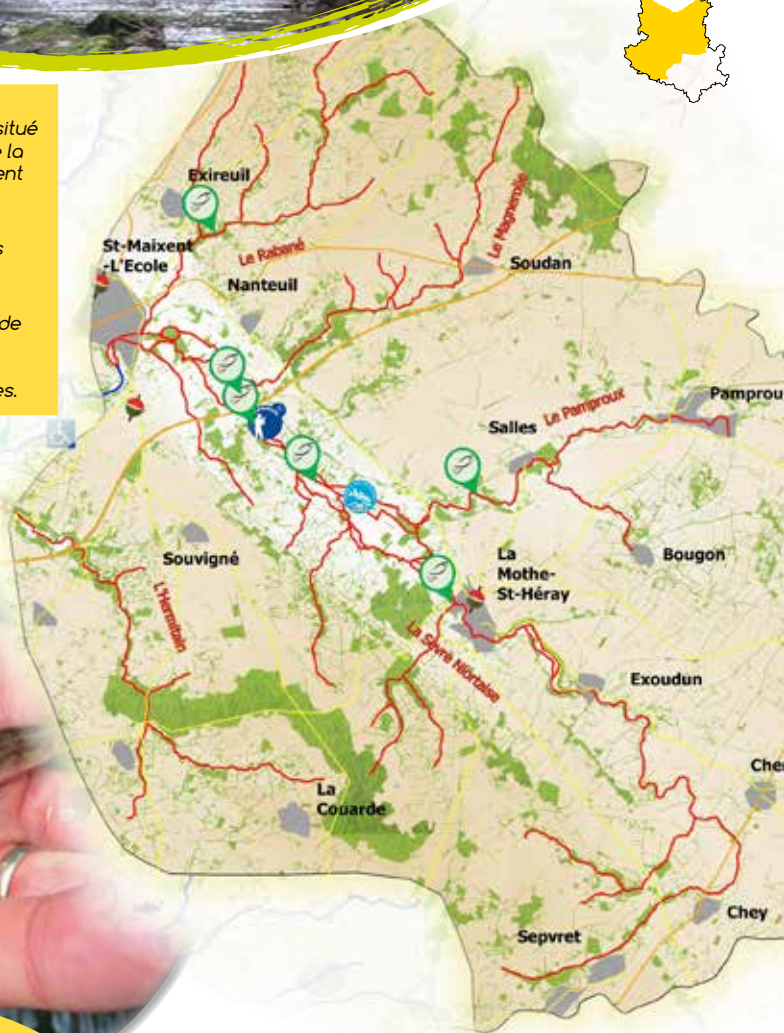 situé
la
ent
de
es.
Exireuil
St-Maixent
-L'Ecole
Le Rabané
Nanteuil
Le Magnerolle
Soudan
Salles
Le Pamproux
Pamprou
Souvigné
L'Hermitain
La
Mothe-
St-Héray
Bougon
La Sèvre Niortaise
Exoudun
La
Couarde
Che
Chey
Sepvret